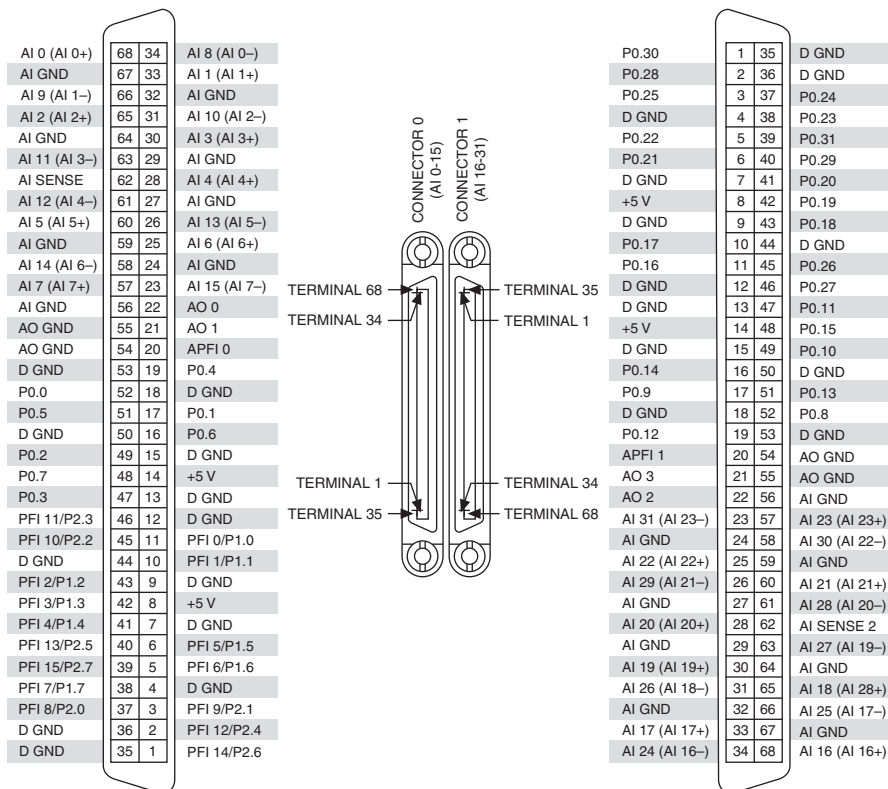 AI 0 (AI 0+) 68 34 AI 8 (AI 0–)
AI GND 67 33 AI 1 (AI 1+)
AI 9 (AI 1–) 66 32 AI GND
AI 2 (AI 2+) 65 31 AI 10 (AI 2–)
AI GND 64 30 AI 3 (AI 3+)
AI 11 (AI 3–) 63 29 AI GND
AI SENSE 62 28 AI 4 (AI 4+)
AI 12 (AI 4–) 61 27 AI GND
AI 5 (AI 5+) 60 26 AI 13 (AI 5–)
AI GND 59 25 AI 6 (AI 6+)
AI 14 (AI 6–) 58 24 AI GND
AI 7 (AI 7+) 57 23 AI 15 (AI 7–)
AI GND 56 22 AO 0
AO GND 55 21 AO 1
AO GND 54 20 APFI 0
D GND 53 19 P0.4
P0.0 52 18 D GND
P0.5 51 17 P0.1
D GND 50 16 P0.6
P0.2 49 15 D GND
P0.7 48 14 +5 V
P0.3 47 13 D GND
PFI 11/P2.3 46 12 D GND
PFI 10/P2.2 45 11 PFI 0/P1.0
D GND 44 10 PFI 1/P1.1
PFI 2/P1.2 43 9 D GND
PFI 3/P1.3 42 8 +5 V
PFI 4/P1.4 41 7 D GND
PFI 13/P2.5 40 6 PFI 5/P1.5
PFI 15/P2.7 39 5 PFI 6/P1.6
PFI 7/P1.7 38 4 D GND
PFI 8/P2.0 37 3 PFI 9/P2.1
D GND 36 2 PFI 12/P2.4
D GND 35 1 PFI 14/P2.6
CONNECTOR 0
(AI 0-15)
CONNECTOR 1
(AI 16-31)
TERMINAL 68
TERMINAL 34
TERMINAL 35
TERMINAL 1
TERMINAL 1
TERMINAL 35
TERMINAL 34
TERMINAL 68
P0.30 1 35 D GND
P0.28 2 36 D GND
P0.25 3 37 P0.24
D GND 4 38 P0.23
P0.22 5 39 P0.31
P0.21 6 40 P0.29
D GND 7 41 P0.20
+5 V 8 42 P0.19
D GND 9 43 P0.18
P0.17 10 44 D GND
P0.16 11 45 P0.26
D GND 12 46 P0.27
D GND 13 47 P0.11
+5 V 14 48 P0.15
D GND 15 49 P0.10
P0.14 16 50 D GND
P0.9 17 51 P0.13
D GND 18 52 P0.8
P0.12 19 53 D GND
APFI 1 20 54 AO GND
AO 3 21 55 AO GND
AO 2 22 56 AI GND
AI 31 (AI 23–) 23 57 AI 23 (AI 23+)
AI GND 24 58 AI 30 (AI 22–)
AI 22 (AI 22+) 25 59 AI GND
AI 29 (AI 21–) 26 60 AI 21 (AI 21+)
AI GND 27 61 AI 28 (AI 20–)
AI 20 (AI 20+) 28 62 AI SENSE 2
AI GND 29 63 AI 27 (AI 19–)
AI 19 (AI 19+) 30 64 AI GND
AI 26 (AI 18–) 31 65 AI 18 (AI 28+)
AI GND 32 66 AI 25 (AI 17–)
AI 17 (AI 17+) 33 67 AI GND
AI 24 (AI 16–) 34 68 AI 16 (AI 16+)